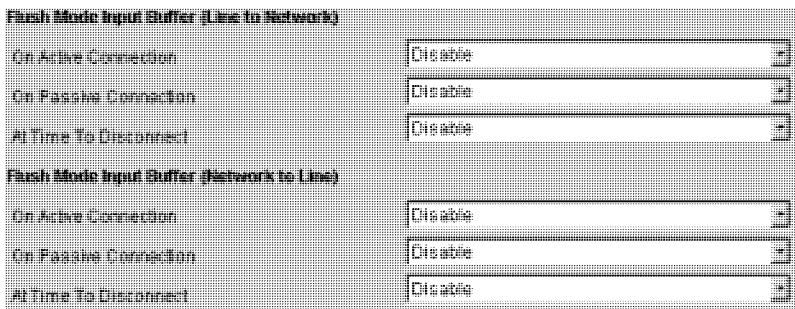 Flush Mode Input Buffer (Line to Network)
On Active Connection Disable
On Passive Connection Disable
At Time To Disconnect Disable
Flush Mode Input Buffer (Network to Line)
On Active Connection Disable
On Passive Connection Disable
At Time To Disconnect Disable